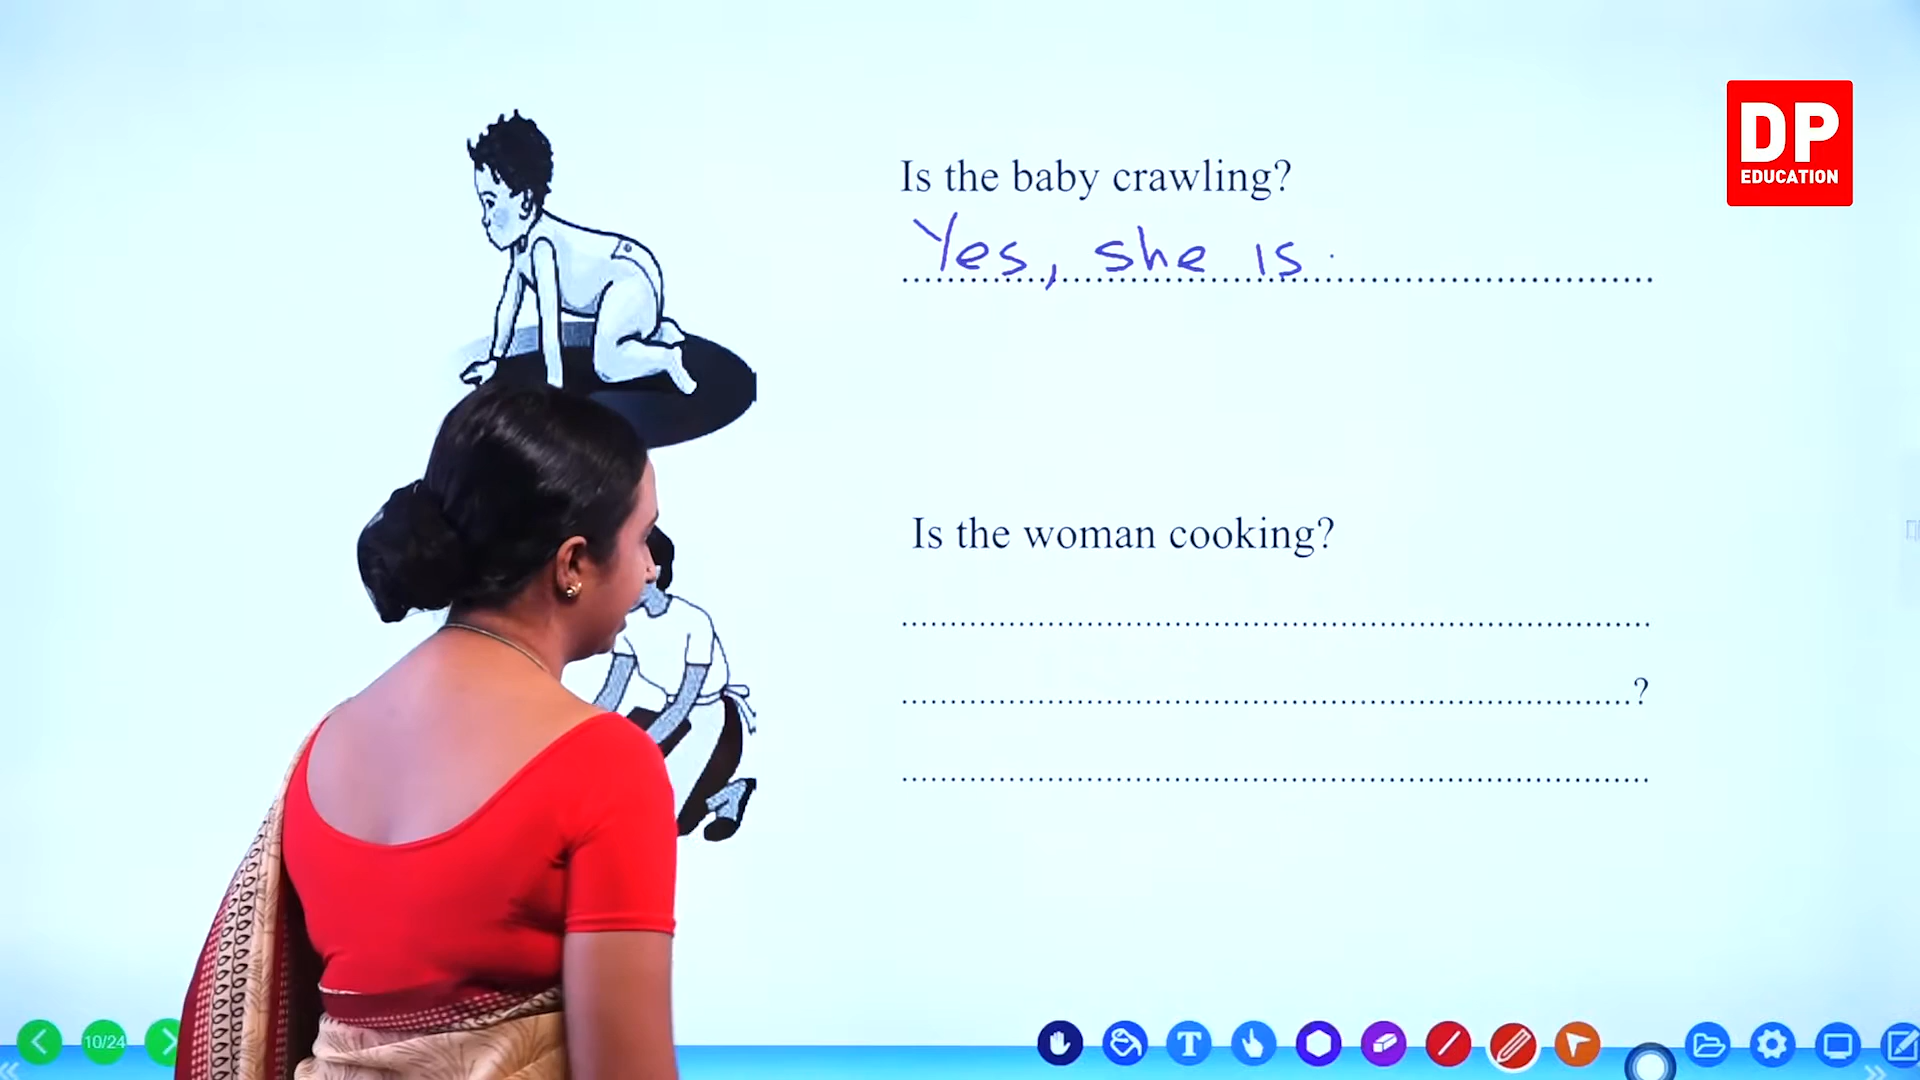 DP
EDUCATION
Is the baby crawling?
Yes, she is.
Is the woman cooking?
?
10/24
T